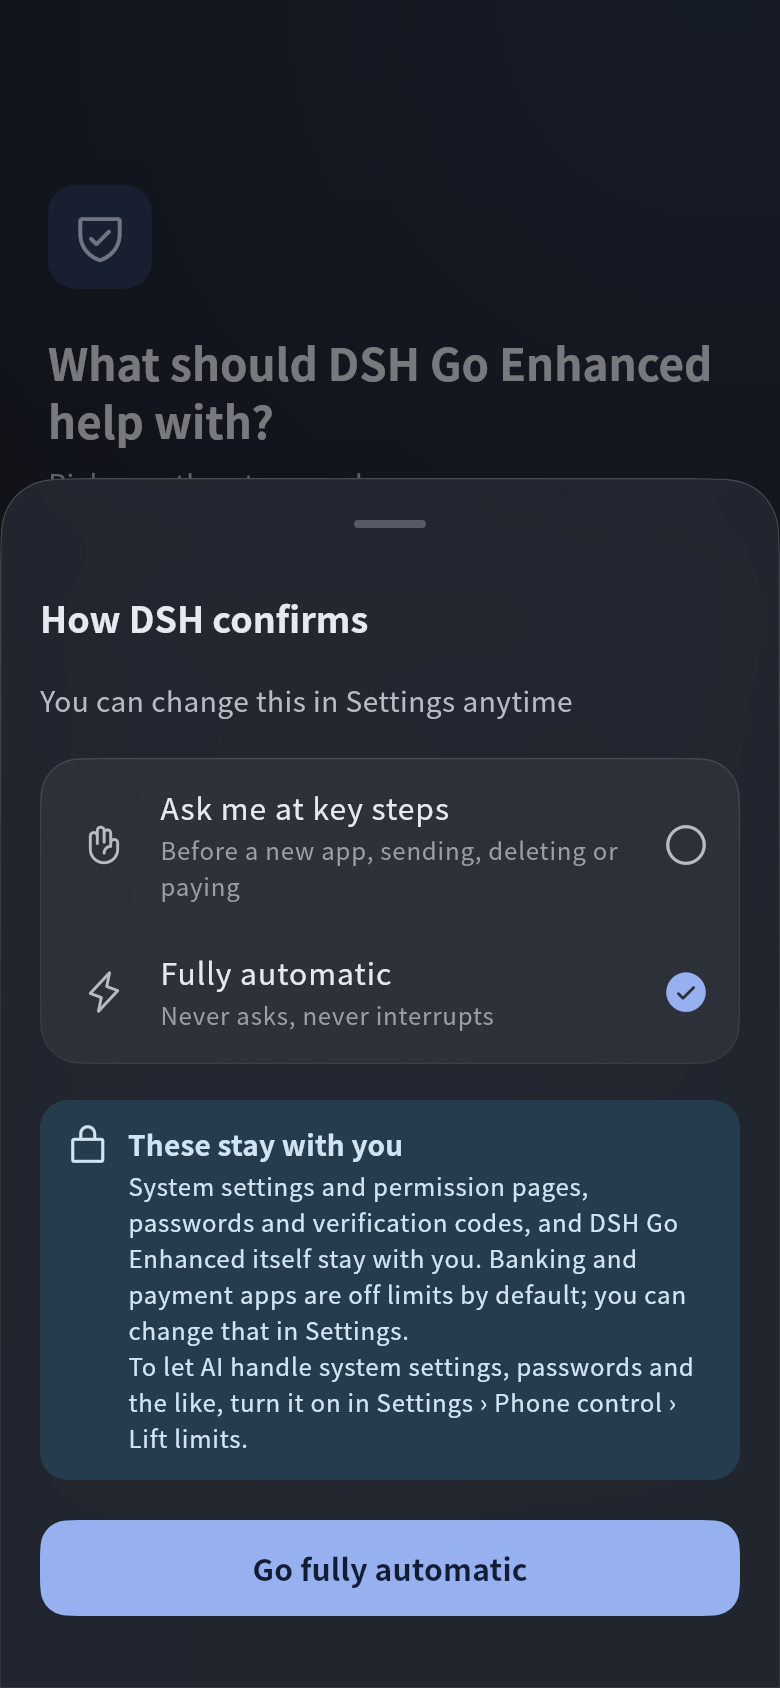 What should DSH Go Enhanced
help with?
How DSH confirms
You can change this in Settings anytime
Ask me at key steps
Before a new app, sending, deleting or
paying
Fully automatic
Never asks, never interrupts
These stay with you
System settings and permission pages,
passwords and verification codes, and DSH Go
Enhanced itself stay with you. Banking and
payment apps are off limits by default; you can
change that in Settings.
To let AI handle system settings, passwords and
the like, turn it on in Settings › Phone control ›
Lift limits.
Go fully automatic